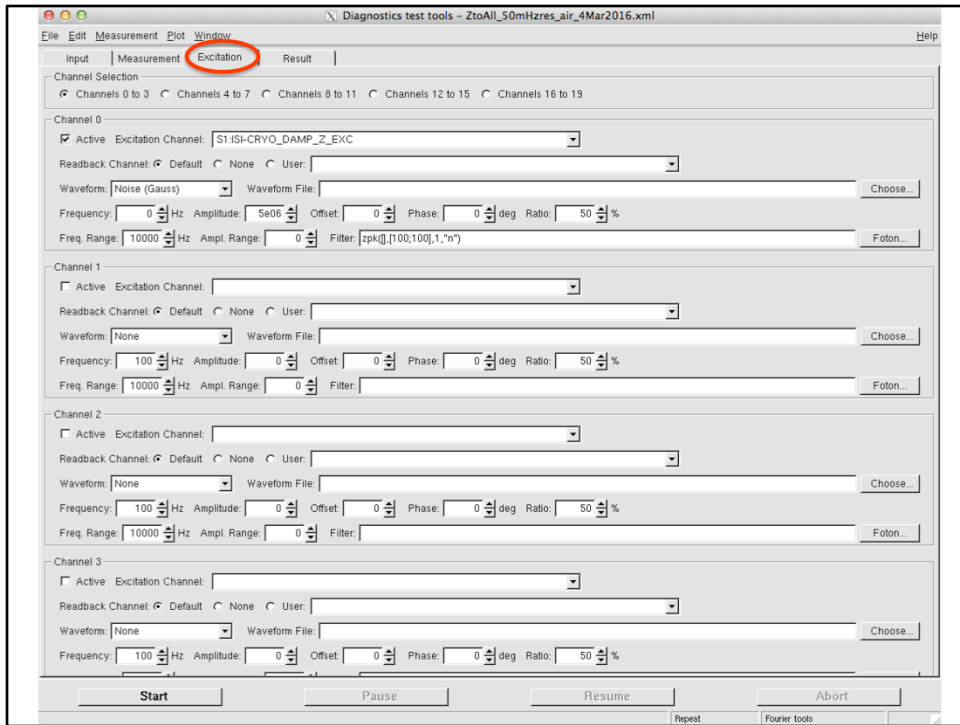 Diagnostics test tools – ZtoAll_50mHzres_air_4Mar2016.xml
File Edit Measurement Plot Window Help
Input Measurement Excitation Result
Channel Selection
Channels 0 to 3 Channels 4 to 7 Channels 8 to 11 Channels 12 to 15 Channels 16 to 19
Channel 0
Active Excitation Channel: S1:ISI-CRYO_DAMP_Z_EXC
Readback Channel: Default None User:
Waveform: Noise (Gauss) Waveform File: Choose...
Frequency: 0 Hz Amplitude: 5e06 Offset: 0 Phase: 0 deg Ratio: 50 %
Freq. Range: 10000 Hz Ampl. Range: 0 Filter: zpk([],[100;100],1,"n") Foton...
Channel 1
Active Excitation Channel:
Readback Channel: Default None User:
Waveform: None Waveform File: Choose...
Frequency: 100 Hz Amplitude: 0 Offset: 0 Phase: 0 deg Ratio: 50 %
Freq. Range: 10000 Hz Ampl. Range: 0 Filter: Foton...
Channel 2
Active Excitation Channel:
Readback Channel: Default None User:
Waveform: None Waveform File: Choose...
Frequency: 100 Hz Amplitude: 0 Offset: 0 Phase: 0 deg Ratio: 50 %
Freq. Range: 10000 Hz Ampl. Range: 0 Filter: Foton...
Channel 3
Active Excitation Channel:
Readback Channel: Default None User:
Waveform: None Waveform File: Choose...
Frequency: 100 Hz Amplitude: 0 Offset: 0 Phase: 0 deg Ratio: 50 %
Start Pause Resume Abort
Repeat Fourier tools